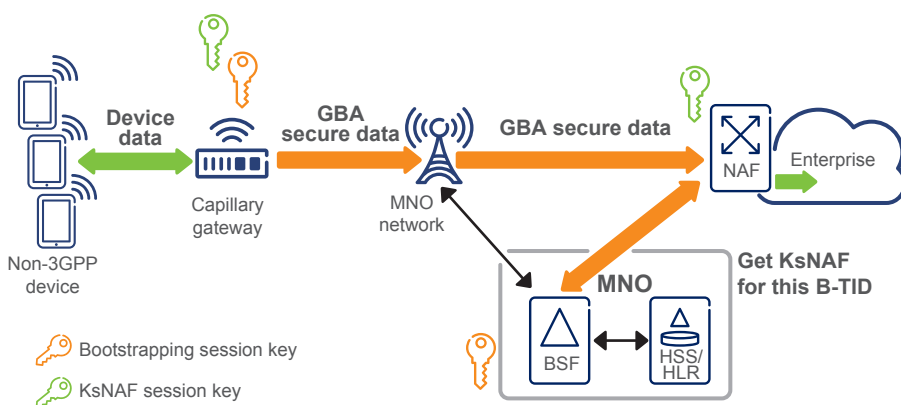 Device
data
GBA
secure data
GBA secure data
NAF
Enterprise
Capillary
gateway
MNO
network
Non-3GPP
device
MNO
Get KsNAF
for this B-TID
BSF
HSS/
HLR
Bootstrapping session key
KsNAF session key